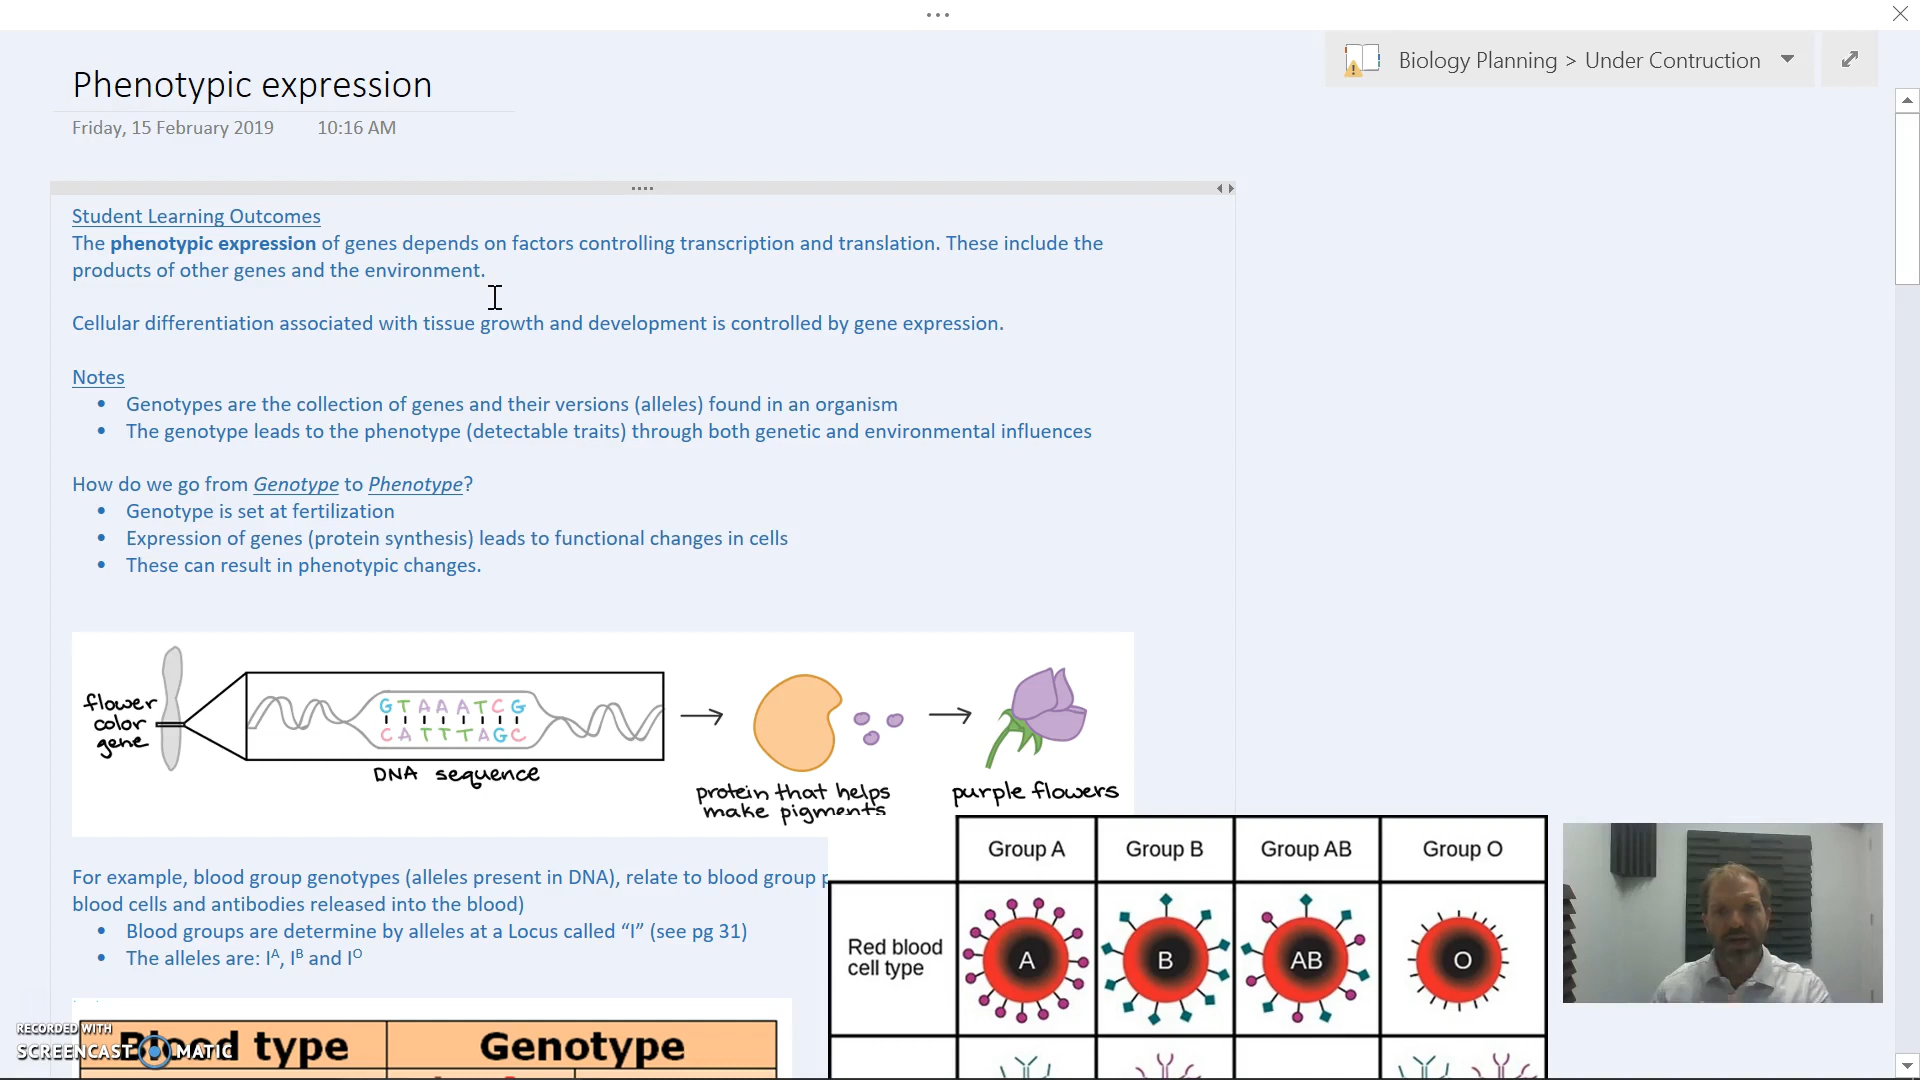 Biology Planning > Under Contruction
Phenotypic expression
Friday, 15 February 2019 10:16 AM
Student Learning Outcomes
The phenotypic expression of genes depends on factors controlling transcription and translation. These include the
products of other genes and the environment.
Cellular differentiation associated with tissue growth and development is controlled by gene expression.
Notes
• Genotypes are the collection of genes and their versions (alleles) found in an organism
• The genotype leads to the phenotype (detectable traits) through both genetic and environmental influences
How do we go from Genotype to Phenotype?
• Genotype is set at fertilization
• Expression of genes (protein synthesis) leads to functional changes in cells
• These can result in phenotypic changes.
flower
color
gene
GTAAATCG
CATTTAGC
DNA sequence
protein that helps
make pigments
purple flowers
For example, blood group genotypes (alleles present in DNA), relate to blood group p
blood cells and antibodies released into the blood)
• Blood groups are determine by alleles at a Locus called “I” (see pg 31)
• The alleles are: Iᴬ, Iᴮ and Iᴼ
Group A Group B Group AB Group O
Red blood
cell type
A B AB O
Blood type Genotype
RECORDED WITH
SCREENCAST MATIC